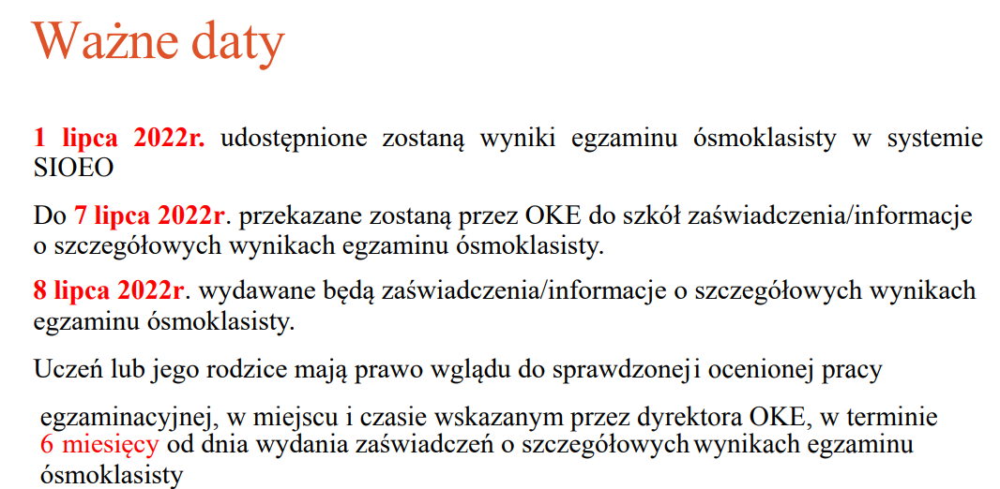 Ważne daty
1 lipca 2022r. udostępnione zostaną wyniki egzaminu ósmoklasisty w systemie
SIOEO
Do 7 lipca 2022r. przekazane zostaną przez OKE do szkół zaświadczenia/informacje
o szczegółowych wynikach egzaminu ósmoklasisty.
8 lipca 2022r. wydawane będą zaświadczenia/informacje o szczegółowych wynikach
egzaminu ósmoklasisty.
Uczeń lub jego rodzice mają prawo wglądu do sprawdzonej i ocenionej pracy
egzaminacyjnej, w miejscu i czasie wskazanym przez dyrektora OKE, w terminie
6 miesięcy od dnia wydania zaświadczeń o szczegółowych wynikach egzaminu
ósmoklasisty